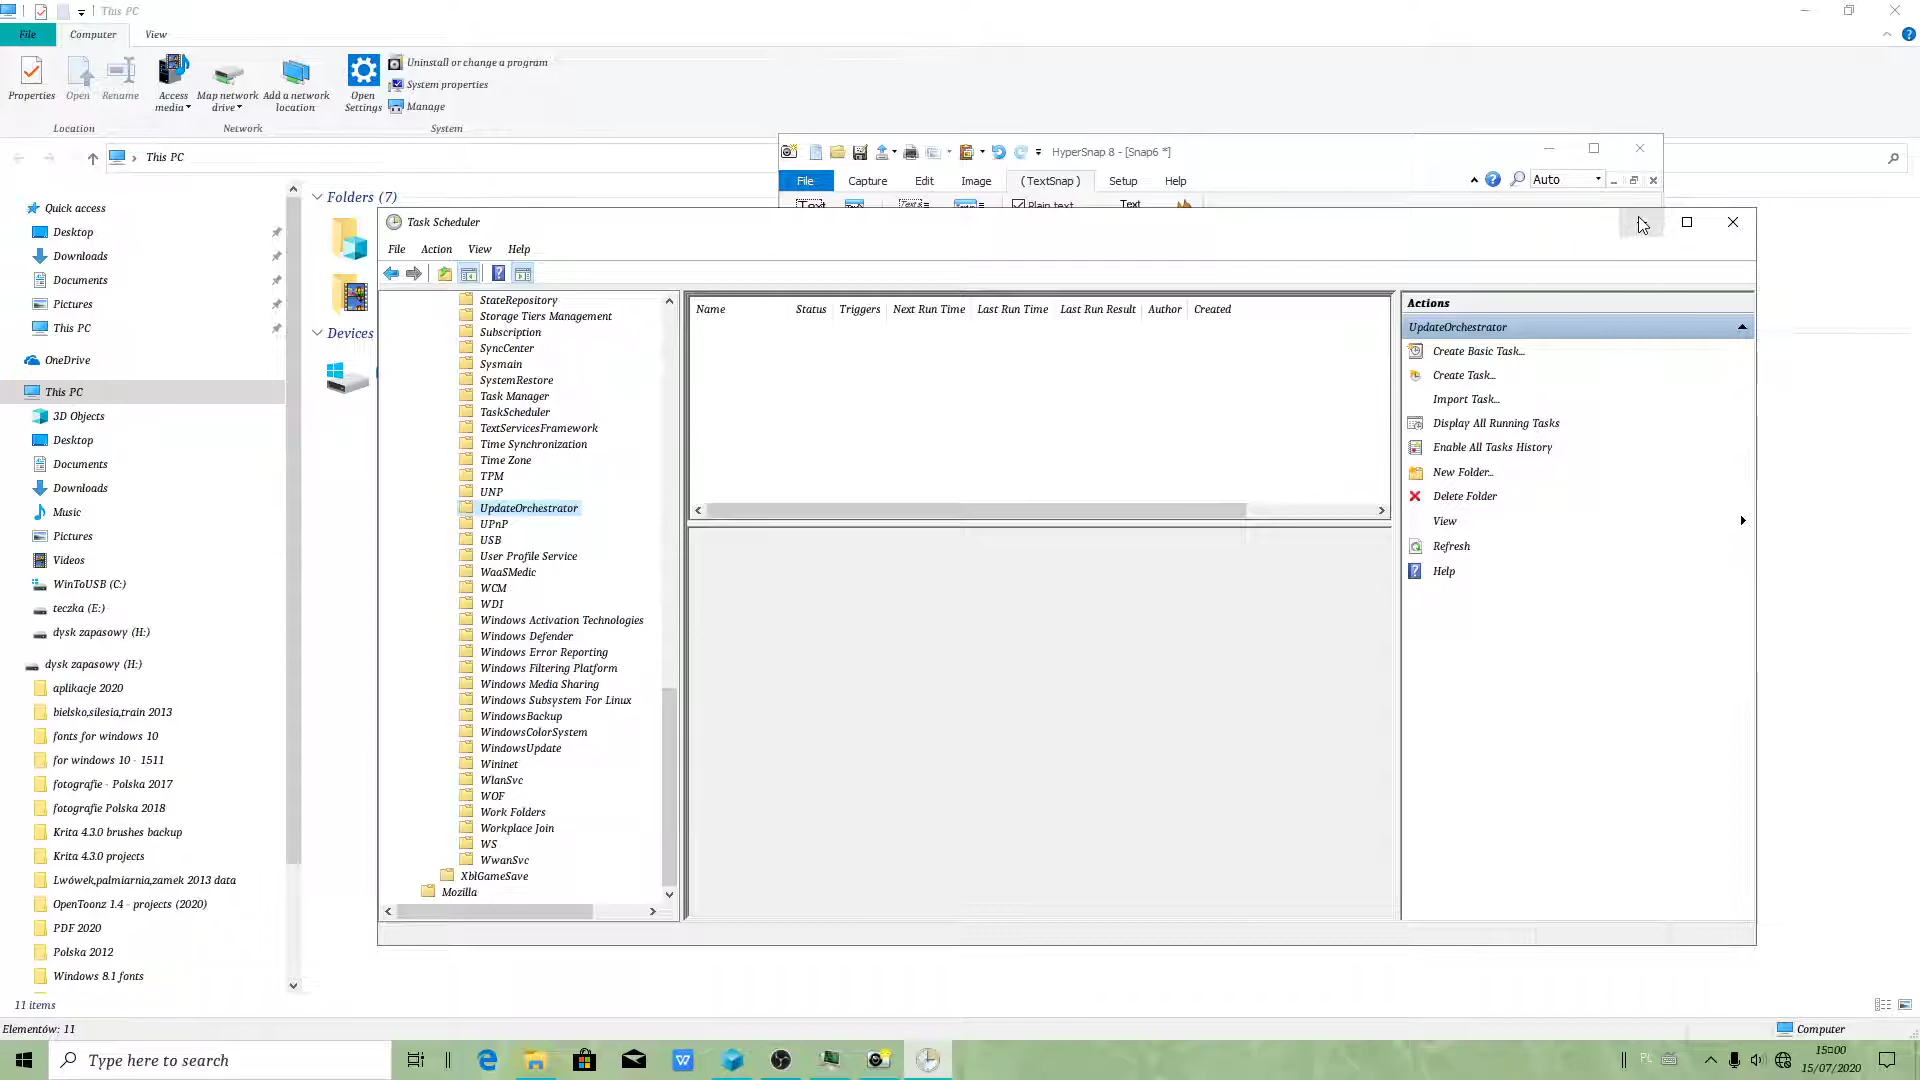 This PC
File
Computer
View
Properties
Open
Rename
Access media
Map network drive
Add a network location
Open Settings
Uninstall or change a program
System properties
Manage
Location
Network
System
This PC
Quick access
Desktop
Downloads
Documents
Pictures
This PC
OneDrive
This PC
3D Objects
Desktop
Documents
Downloads
Music
Pictures
Videos
WinToUSB (C:)
teczka (E:)
dysk zapasowy (H:)
dysk zapasowy (H:)
aplikacje 2020
bielsko,silesia,train 2013
fonts for windows 10
for windows 10 - 1511
fotografie - Polska 2017
fotografie Polska 2018
Krita 4.3.0 brushes backup
Krita 4.3.0 projects
Lwówek,palmiarnia,zamek 2013 data
OpenToonz 1.4 - projects (2020)
PDF 2020
Polska 2012
Windows 8.1 fonts
Folders (7)
Devices
HyperSnap 8 - [Snap6 *]
File
Capture
Edit
Image
( TextSnap )
Setup
Help
Auto
Plain text
Text
Task Scheduler
File
Action
View
Help
StateRepository
Storage Tiers Management
Subscription
SyncCenter
Sysmain
SystemRestore
Task Manager
TaskScheduler
TextServicesFramework
Time Synchronization
Time Zone
TPM
UNP
UpdateOrchestrator
UPnP
USB
User Profile Service
WaaSMedic
WCM
WDI
Windows Activation Technologies
Windows Defender
Windows Error Reporting
Windows Filtering Platform
Windows Media Sharing
Windows Subsystem For Linux
WindowsBackup
WindowsColorSystem
WindowsUpdate
Wininet
WlanSvc
WOF
Work Folders
Workplace Join
WS
WwanSvc
XblGameSave
Mozilla
Name
Status
Triggers
Next Run Time
Last Run Time
Last Run Result
Author
Created
Actions
UpdateOrchestrator
Create Basic Task...
Create Task...
Import Task...
Display All Running Tasks
Enable All Tasks History
New Folder...
Delete Folder
View
Refresh
Help
11 items
Elementów: 11
Computer
Type here to search
PL
15:00
15/07/2020